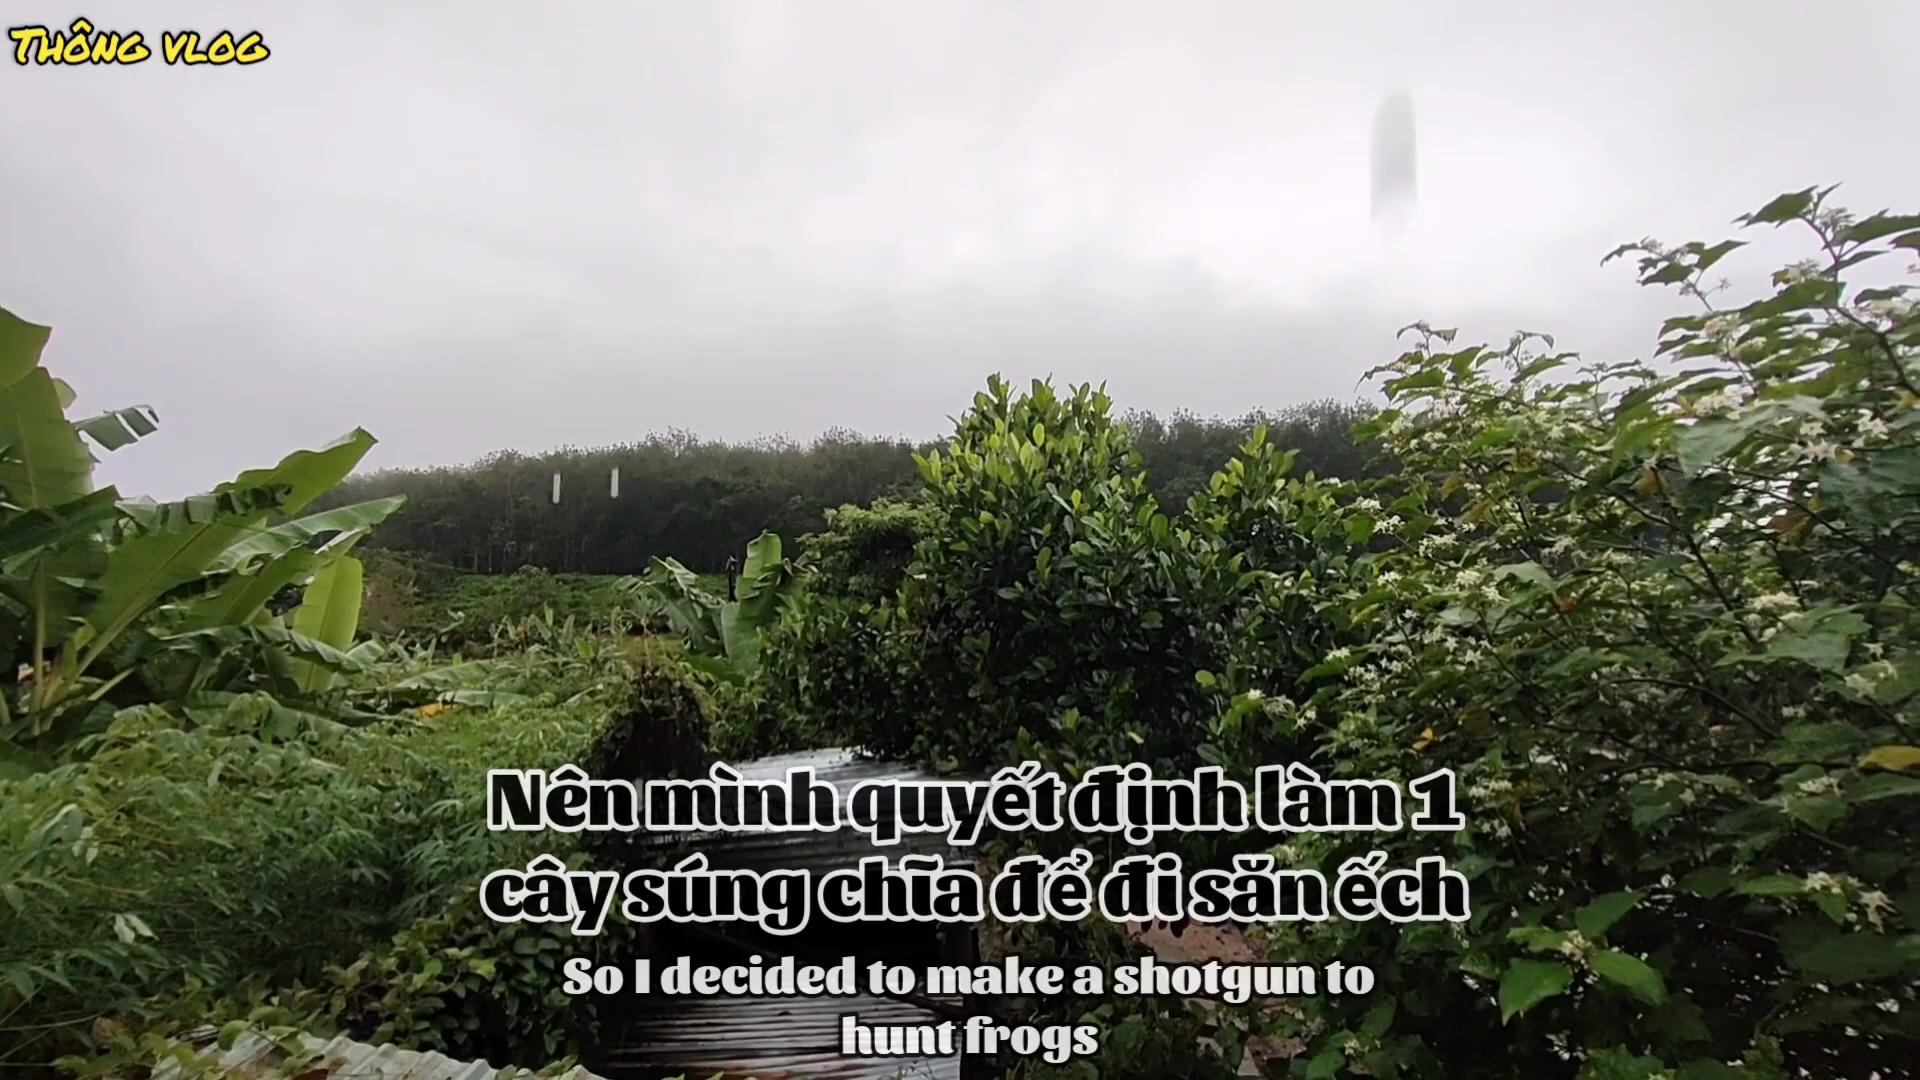 Thông vlog
Nên mình quyết định làm 1
cây súng chĩa để đi săn ếch
So I decided to make a shotgun to
hunt frogs